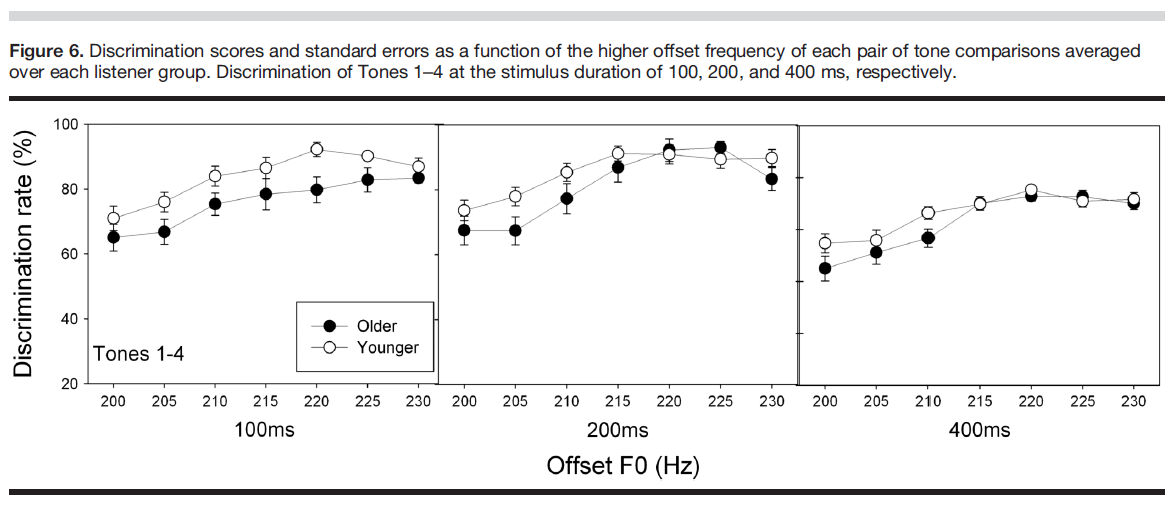 Figure 6. Discrimination scores and standard errors as a function of the higher offset frequency of each pair of tone comparisons averaged
over each listener group. Discrimination of Tones 1–4 at the stimulus duration of 100, 200, and 400 ms, respectively.
Discrimination rate (%)
100
80
60
40
20
Older
Younger
Tones 1-4
200 205 210 215 220 225 230
200 205 210 215 220 225 230
200 205 210 215 220 225 230
100ms
200ms
400ms
Offset F0 (Hz)